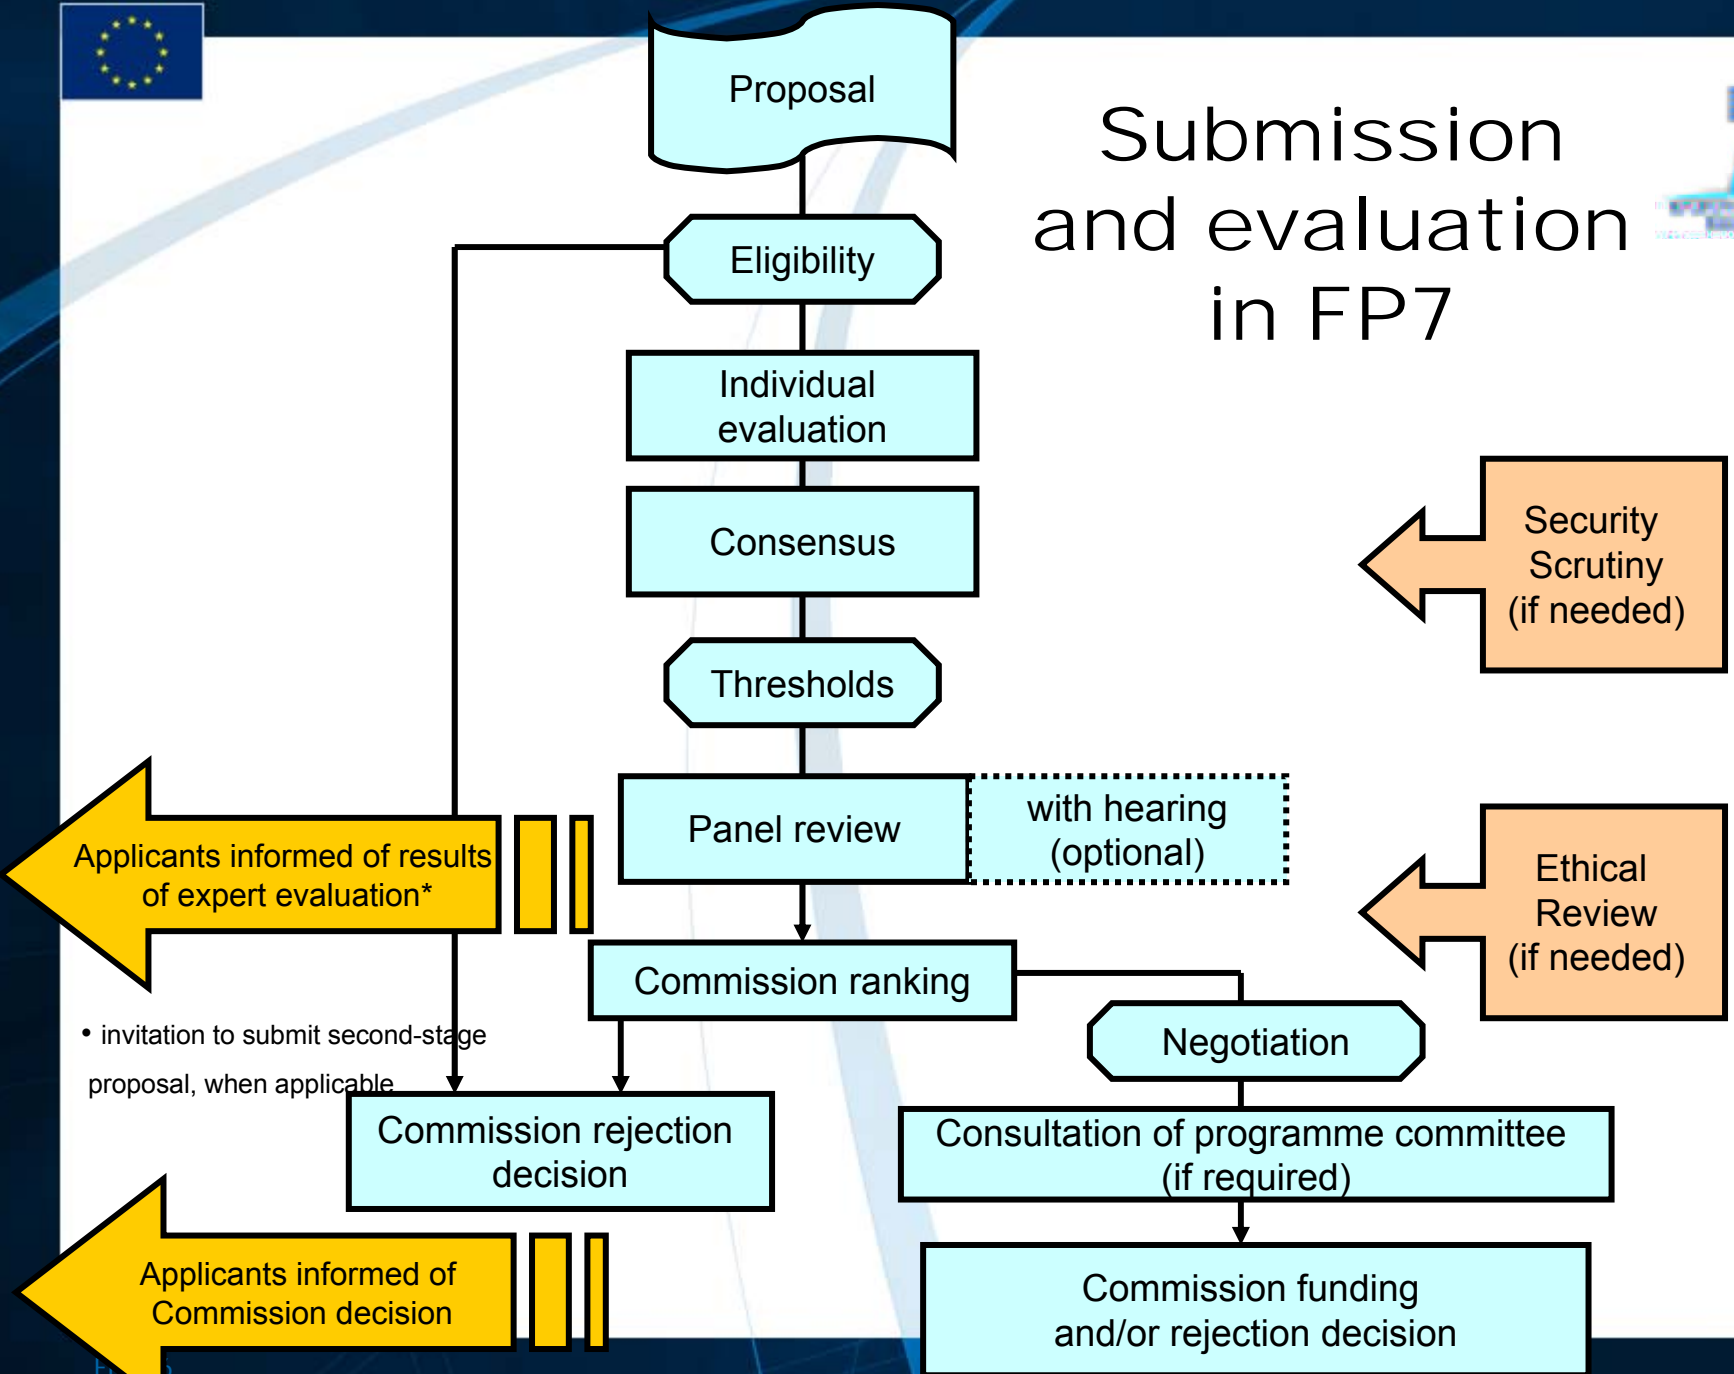 Proposal
Submission
and evaluation
in FP7
Eligibility
Individual
evaluation
Consensus
Security
Scrutiny
(if needed)
Thresholds
Panel review
with hearing
(optional)
Applicants informed of results
of expert evaluation*
Ethical
Review
(if needed)
Commission ranking
• invitation to submit second-stage
proposal, when applicable
Negotiation
Commission rejection
decision
Consultation of programme committee
(if required)
Applicants informed of
Commission decision
Commission funding
and/or rejection decision